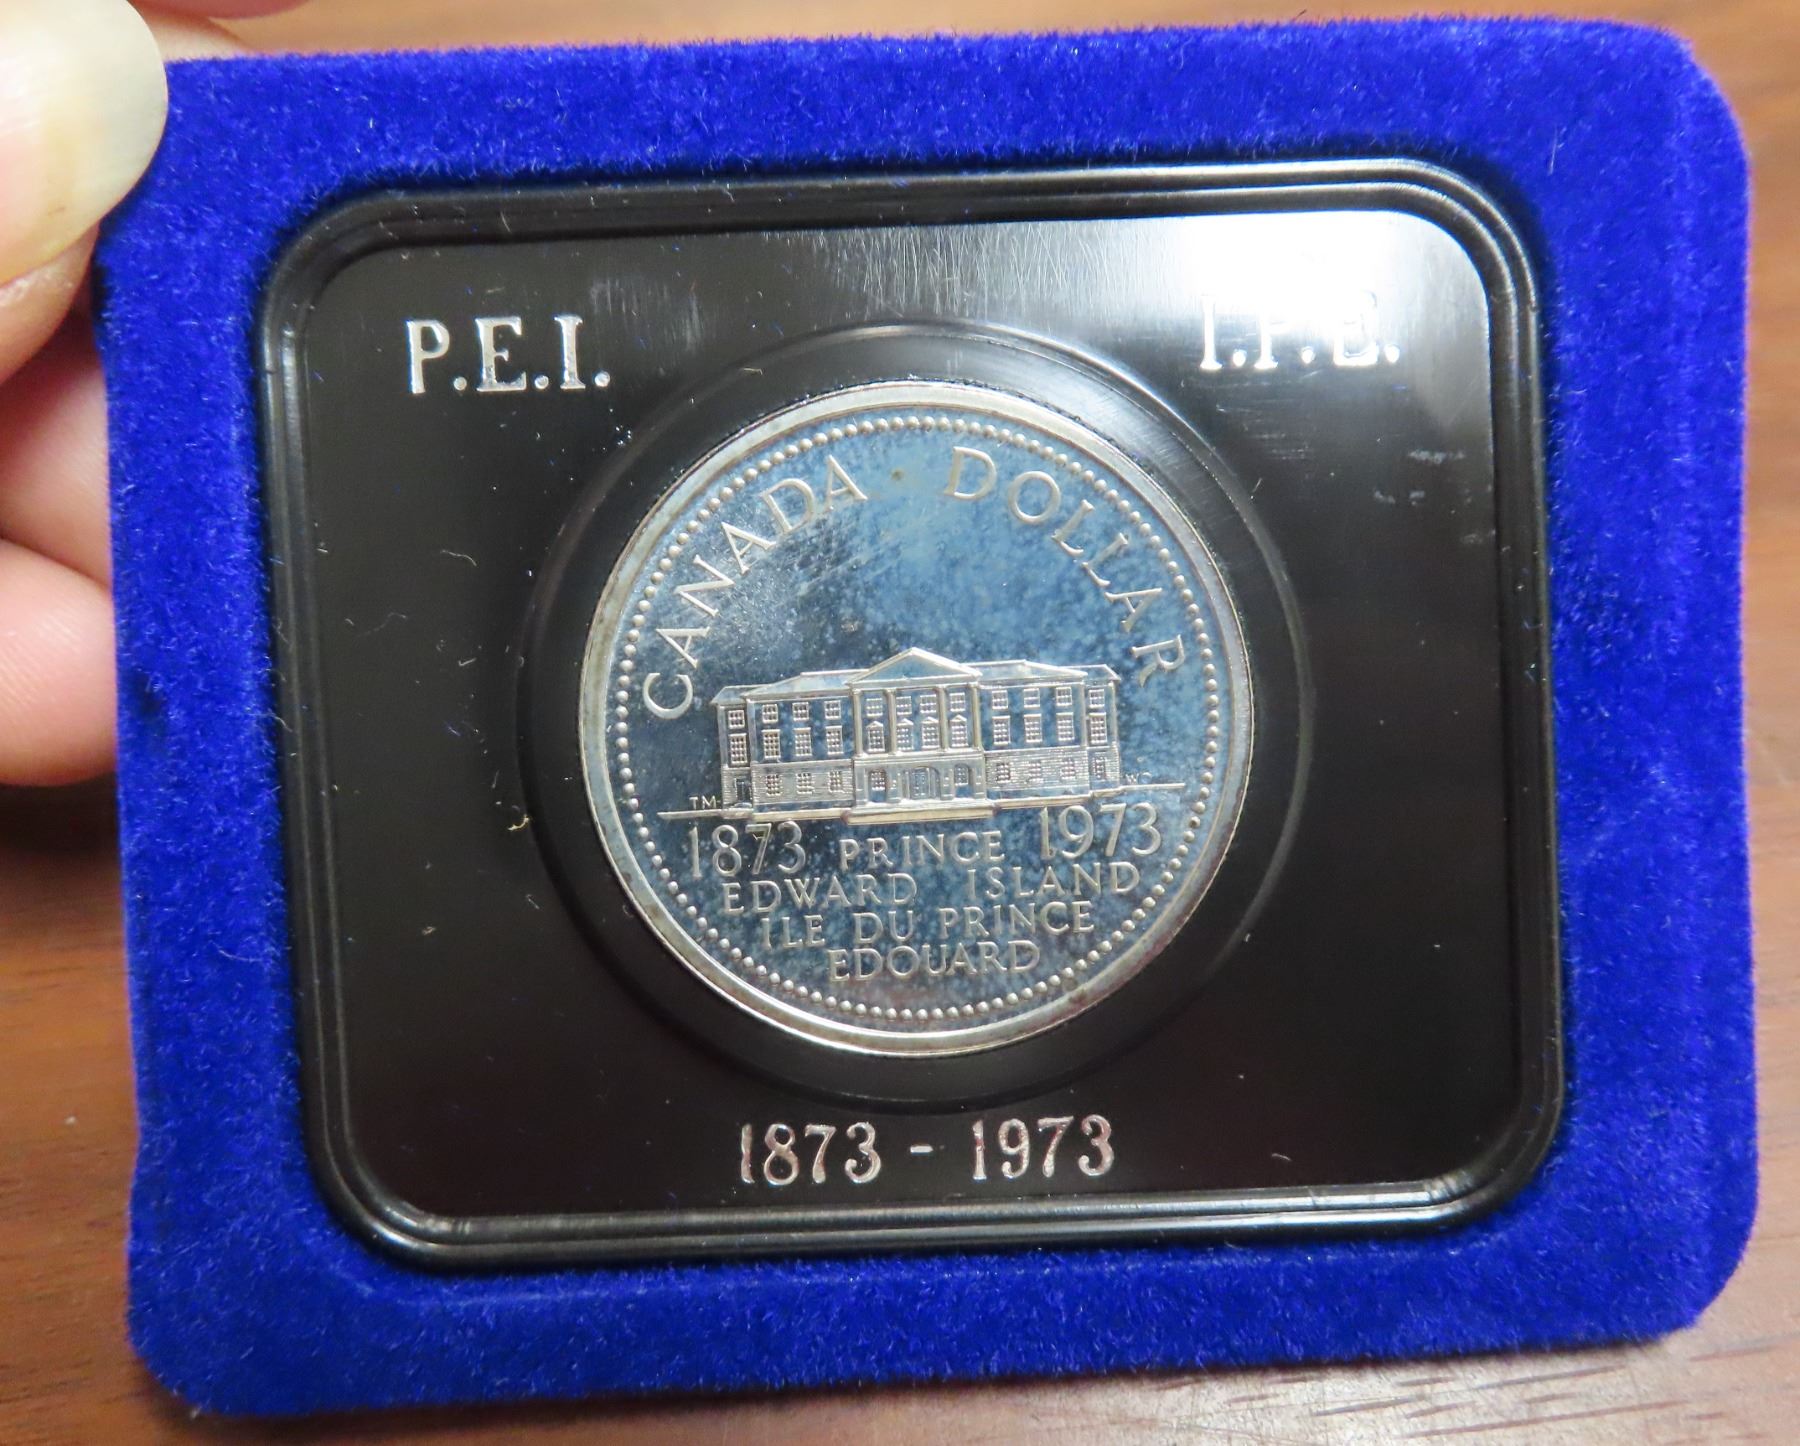 P.E.I. I.P.E.
CANADA · DOLLAR
TM WC
1873 PRINCE 1973
EDWARD ISLAND
ILE DU PRINCE
EDOUARD
1873 - 1973